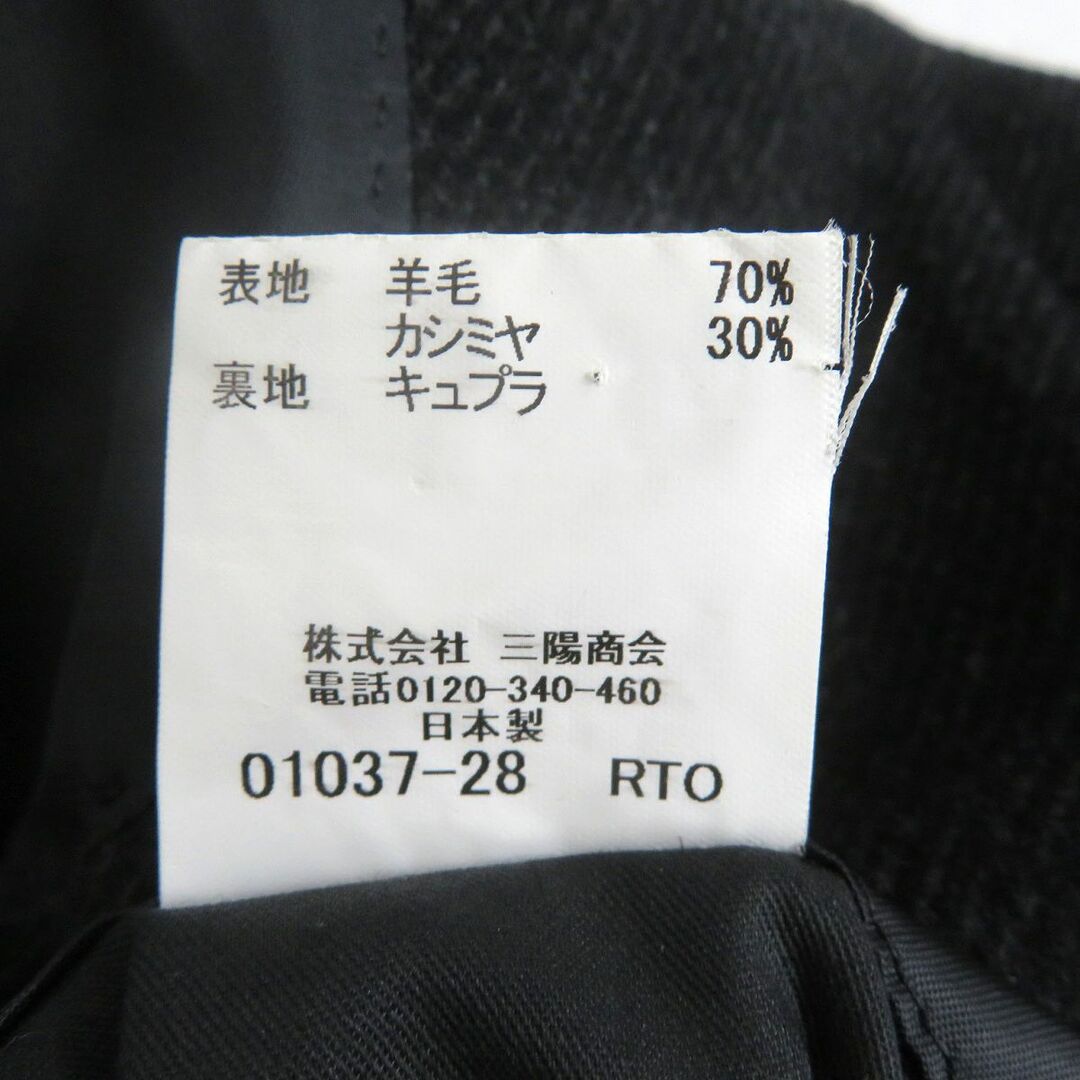 表地 羊毛 70%
カシミヤ 30%
裏地 キュプラ
株式会社 三陽商会
電話0120-340-460
日本製
01037-28 RTO